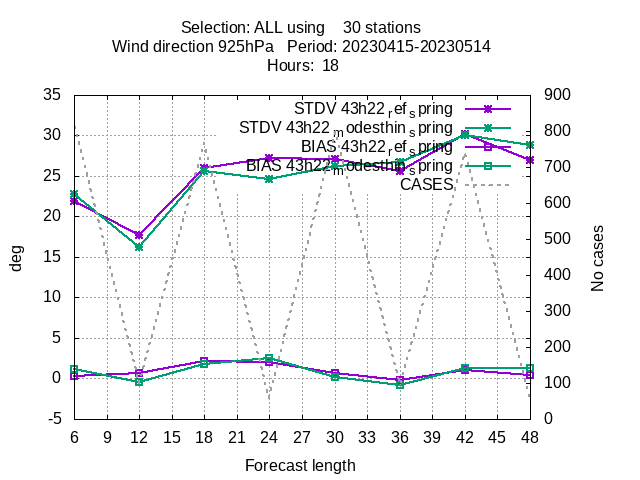 Selection: ALL using 30 stations
Wind direction 925hPa Period: 20230415-20230514
Hours: 18
STDV 43h22_ref_spring
STDV 43h22_modesthin_spring
BIAS 43h22_ref_spring
BIAS 43h22_modesthin_spring
CASES
35
30
25
20
15
10
5
0
-5
deg
900
800
700
600
500
400
300
200
100
0
No cases
6 9 12 15 18 21 24 27 30 33 36 39 42 45 48
Forecast length